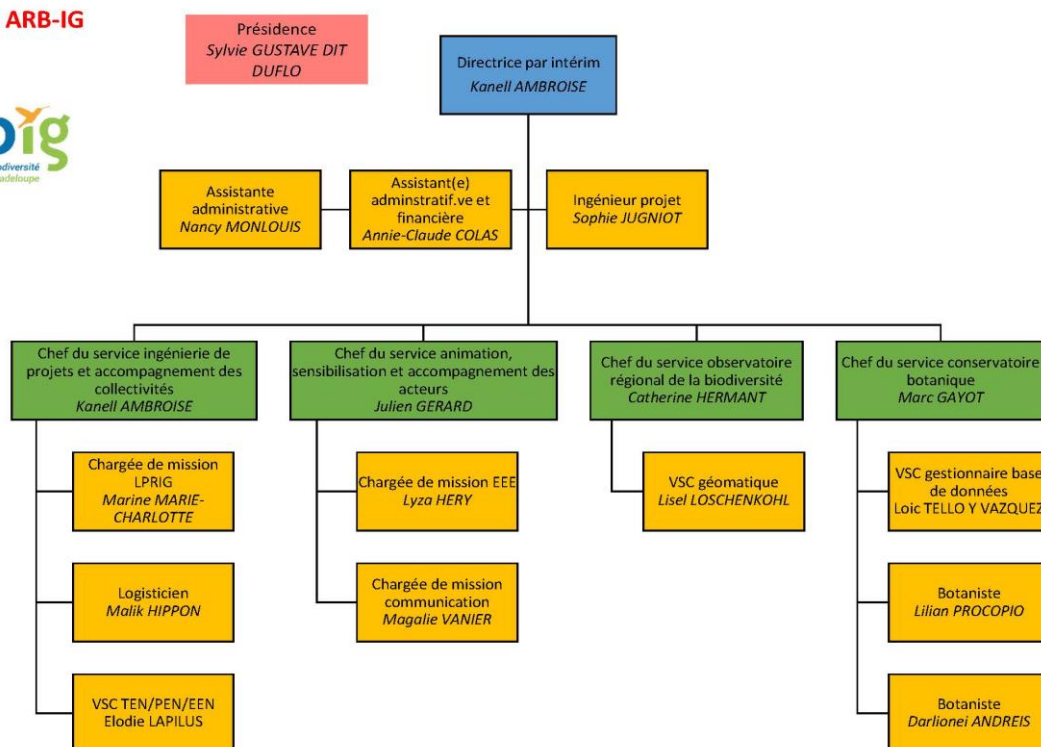 ARB-IG
Présidence
Sylvie GUSTAVE DIT
DUFLO
Directrice par intérim
Kanell AMBROISE
ig
adeloupe
Assistante
administrative
Nancy MONLOUIS
Assistant(e)
adminstratif.ve et
financière
Annie-Claude COLAS
Ingénieur projet
Sophie JUGNIOT
Chef du service ingénierie de
projets et accompagnement des
collectivités
Kanell AMBROISE
Chef du service animation,
sensibilisation et accompagnement des
acteurs
Julien GERARD
Chef du service observatoire
régional de la biodiversité
Catherine HERMANT
Chef du service conservatoire
botanique
Marc GAYOT
Chargée de mission
LPRIG
Marine MARIE-
CHARLOTTE
Logisticien
Malik HIPPON
VSC TEN/PEN/EEN
Elodie LAPILUS
Chargée de mission EEE
Lyza HERY
Chargée de mission
communication
Magalie VANIER
VSC géomatique
Lisel LOSCHENKOHL
VSC gestionnaire base
de données
Loic TELLO Y VAZQUEZ
Botaniste
Lilian PROCOPIO
Botaniste
Darlionei ANDREIS